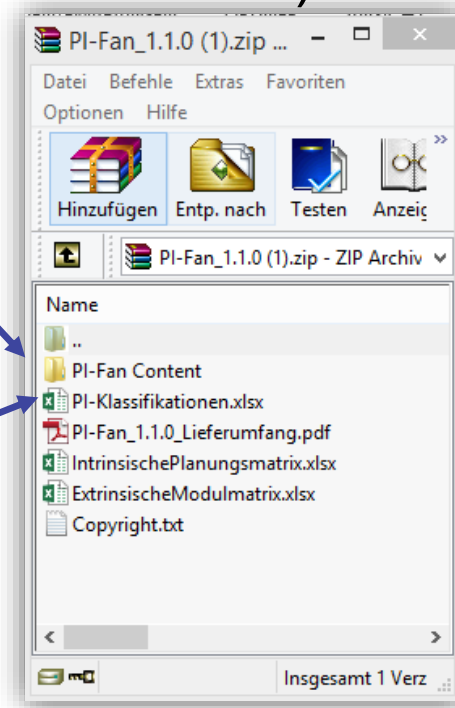 PI-Fan_1.1.0 (1).zip ...
Datei Befehle Extras Favoriten
Optionen Hilfe
Hinzufügen Entp. nach Testen Anzeig
PI-Fan_1.1.0 (1).zip - ZIP Archiv
Name
..
PI-Fan Content
PI-Klassifikationen.xlsx
PI-Fan_1.1.0_Lieferumfang.pdf
IntrinsischePlanungsmatrix.xlsx
ExtrinsischeModulmatrix.xlsx
Copyright.txt
Insgesamt 1 Verz